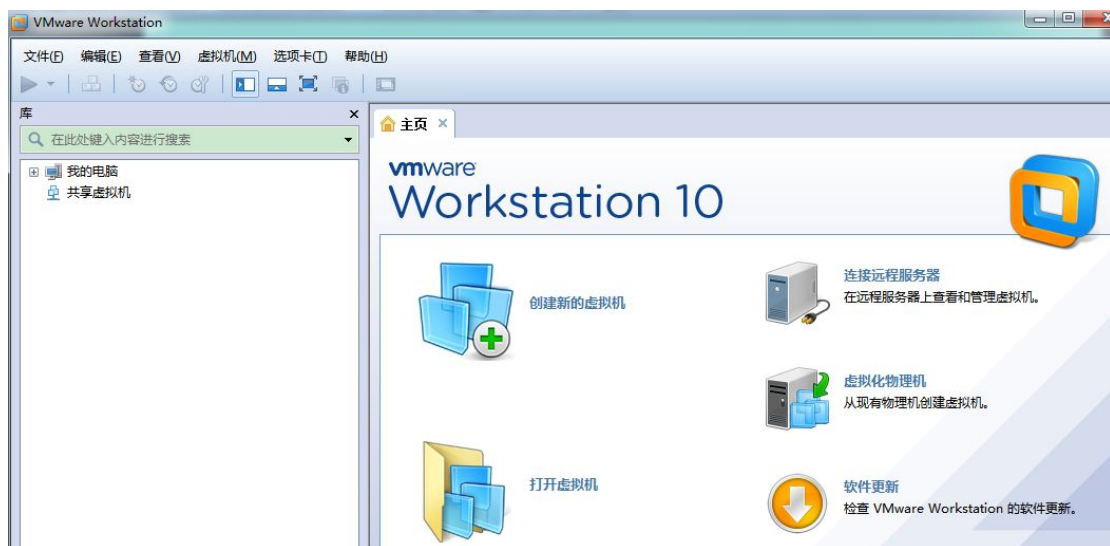 VMware Workstation
文件(F) 编辑(E) 查看(V) 虚拟机(M) 选项卡(T) 帮助(H)
库
在此处键入内容进行搜索
我的电脑
共享虚拟机
主页
vmware
Workstation 10
创建新的虚拟机
打开虚拟机
连接远程服务器
在远程服务器上查看和管理虚拟机。
虚拟化物理机
从现有物理机创建虚拟机。
软件更新
检查 VMware Workstation 的软件更新。